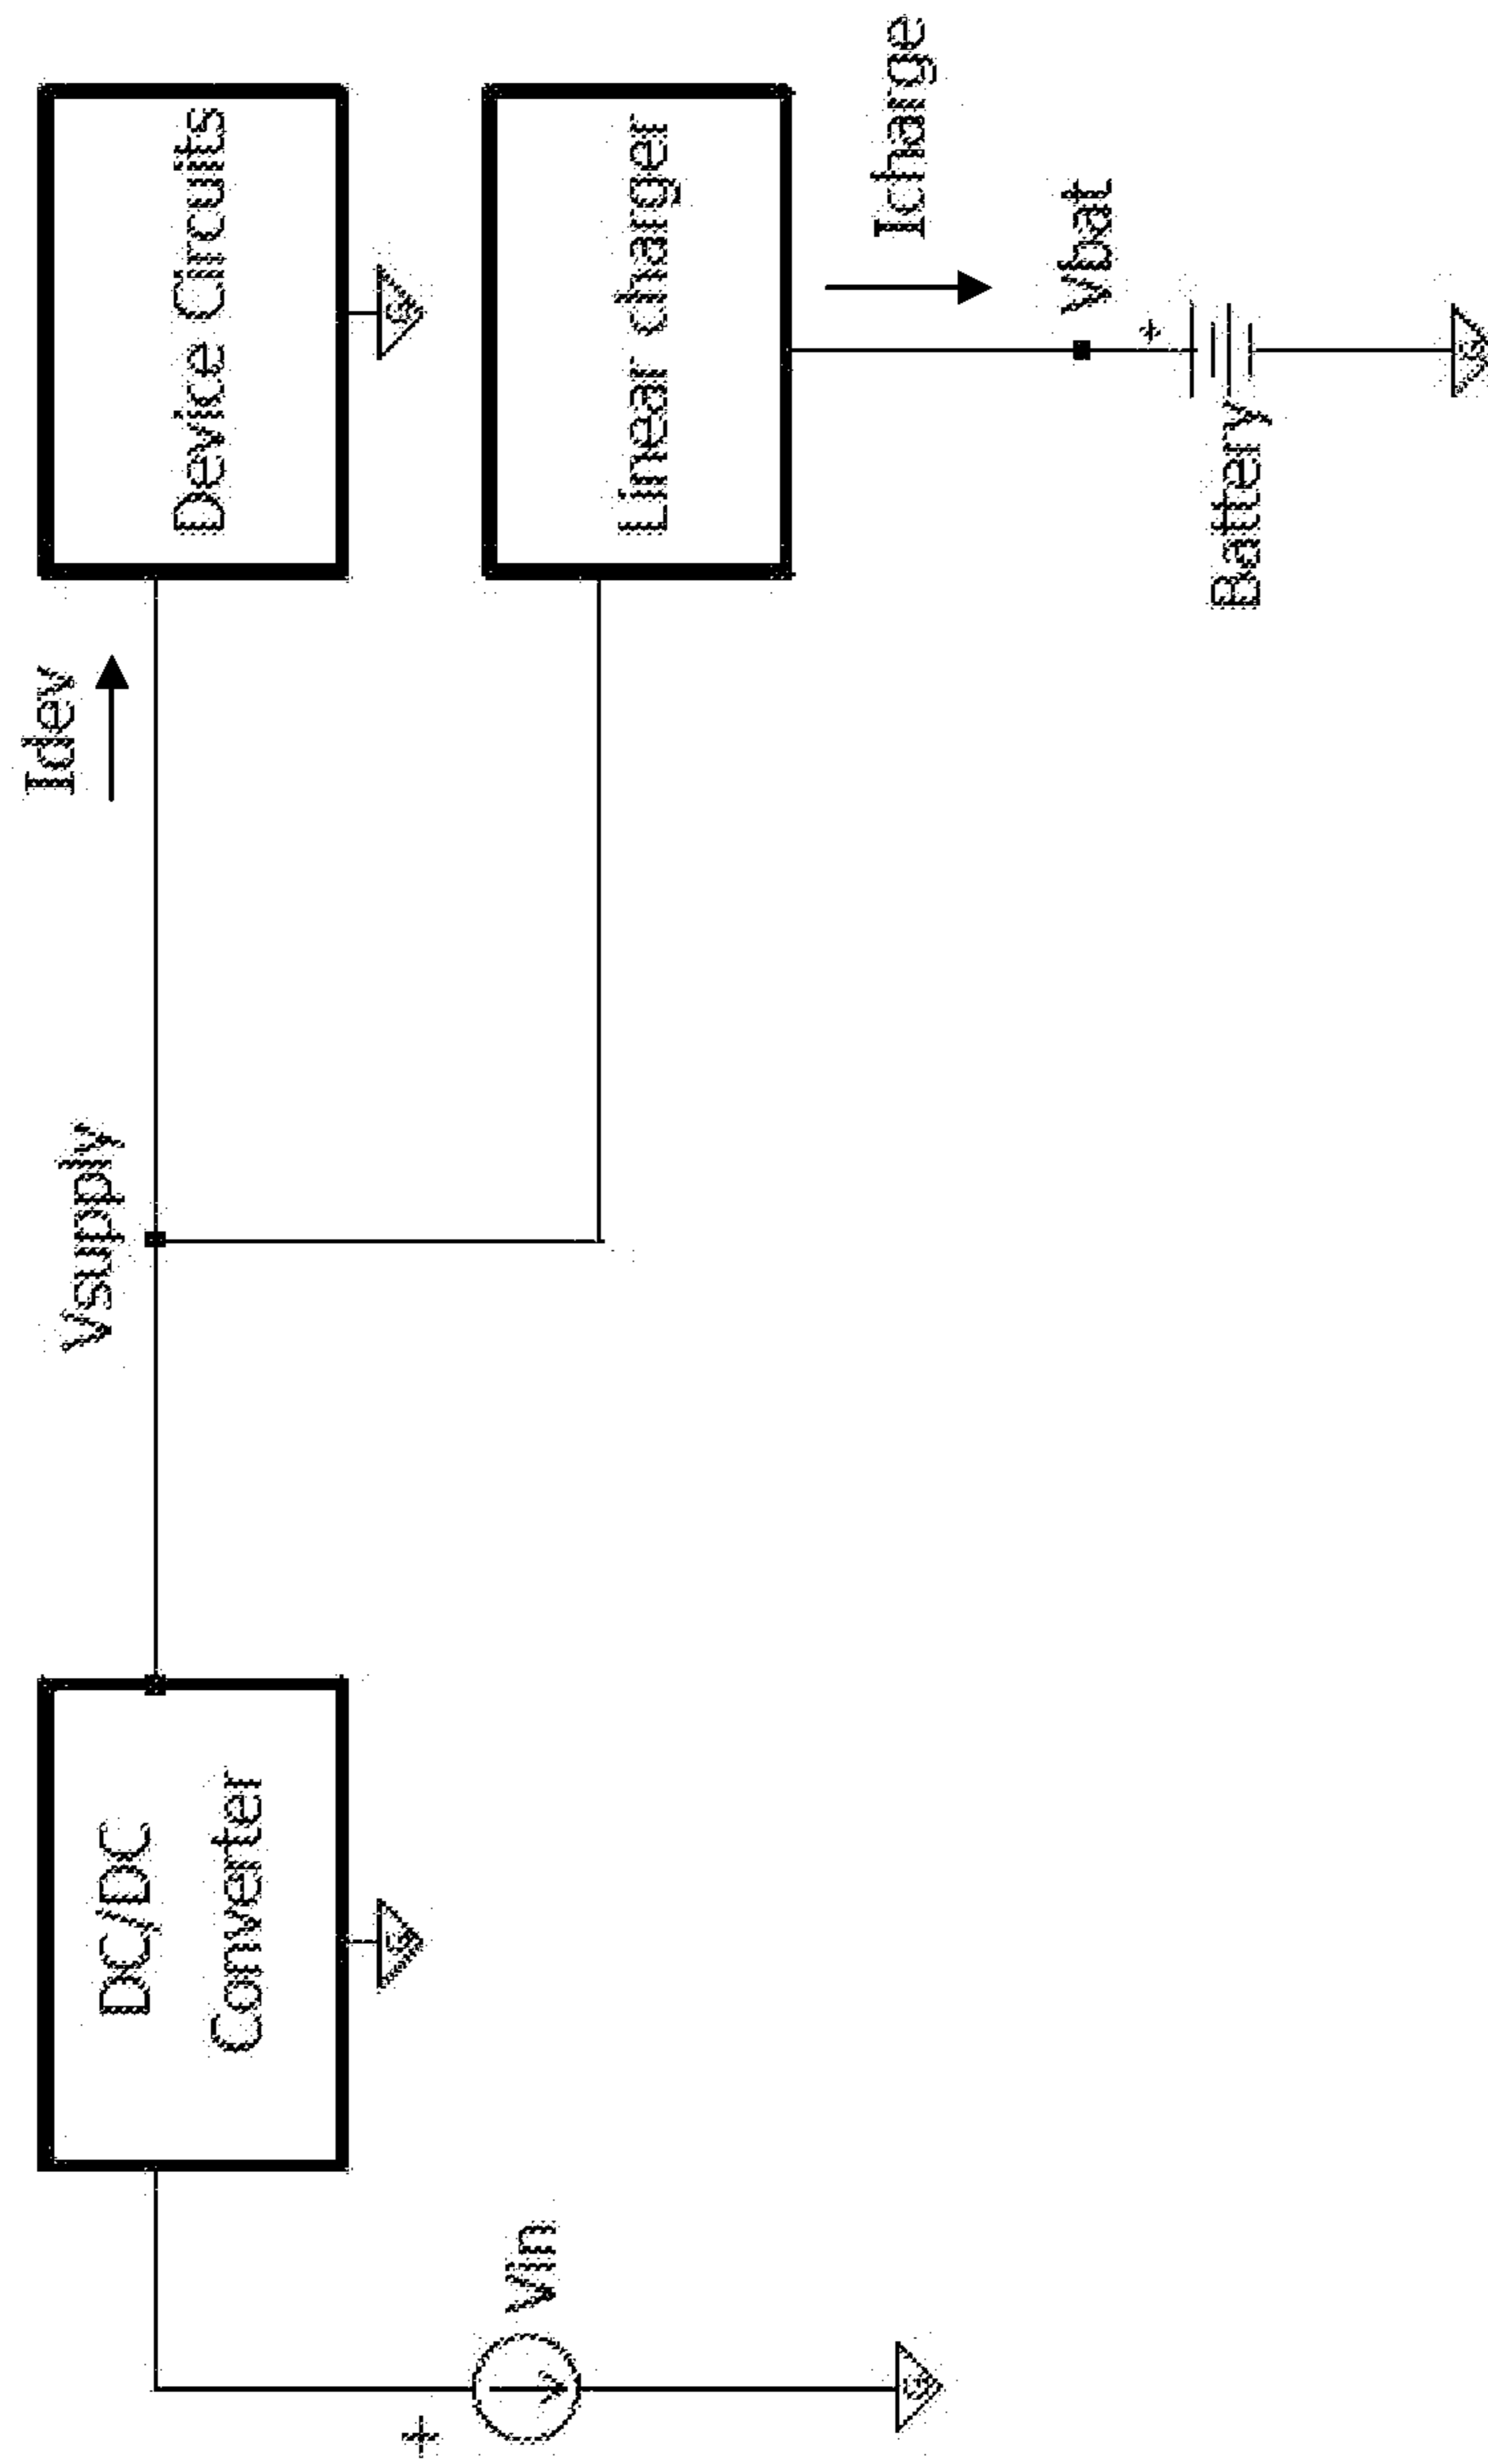 Idev
Vsupply
DC/DC
Converter
Device Circuits
+
Vin
Linear charger
Icharge
Vbat
+
Battery